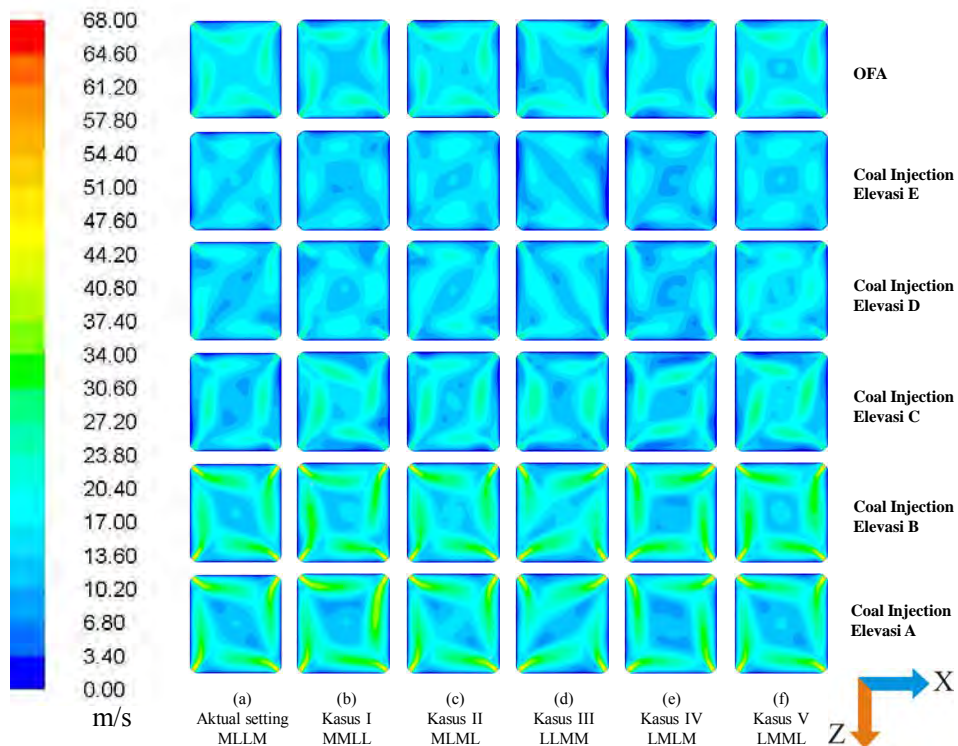 68.00
64.60
61.20
57.80
54.40
51.00
47.60
44.20
40.80
37.40
34.00
30.60
27.20
23.80
20.40
17.00
13.60
10.20
6.80
3.40
0.00
m/s
OFA
Coal Injection
Elevasi E
Coal Injection
Elevasi D
Coal Injection
Elevasi C
Coal Injection
Elevasi B
Coal Injection
Elevasi A
(a)
Aktual setting
MLLM
(b)
Kasus I
MMLL
(c)
Kasus II
MLML
(d)
Kasus III
LLMM
(e)
Kasus IV
LMLM
(f)
Kasus V
LMML
X
Z